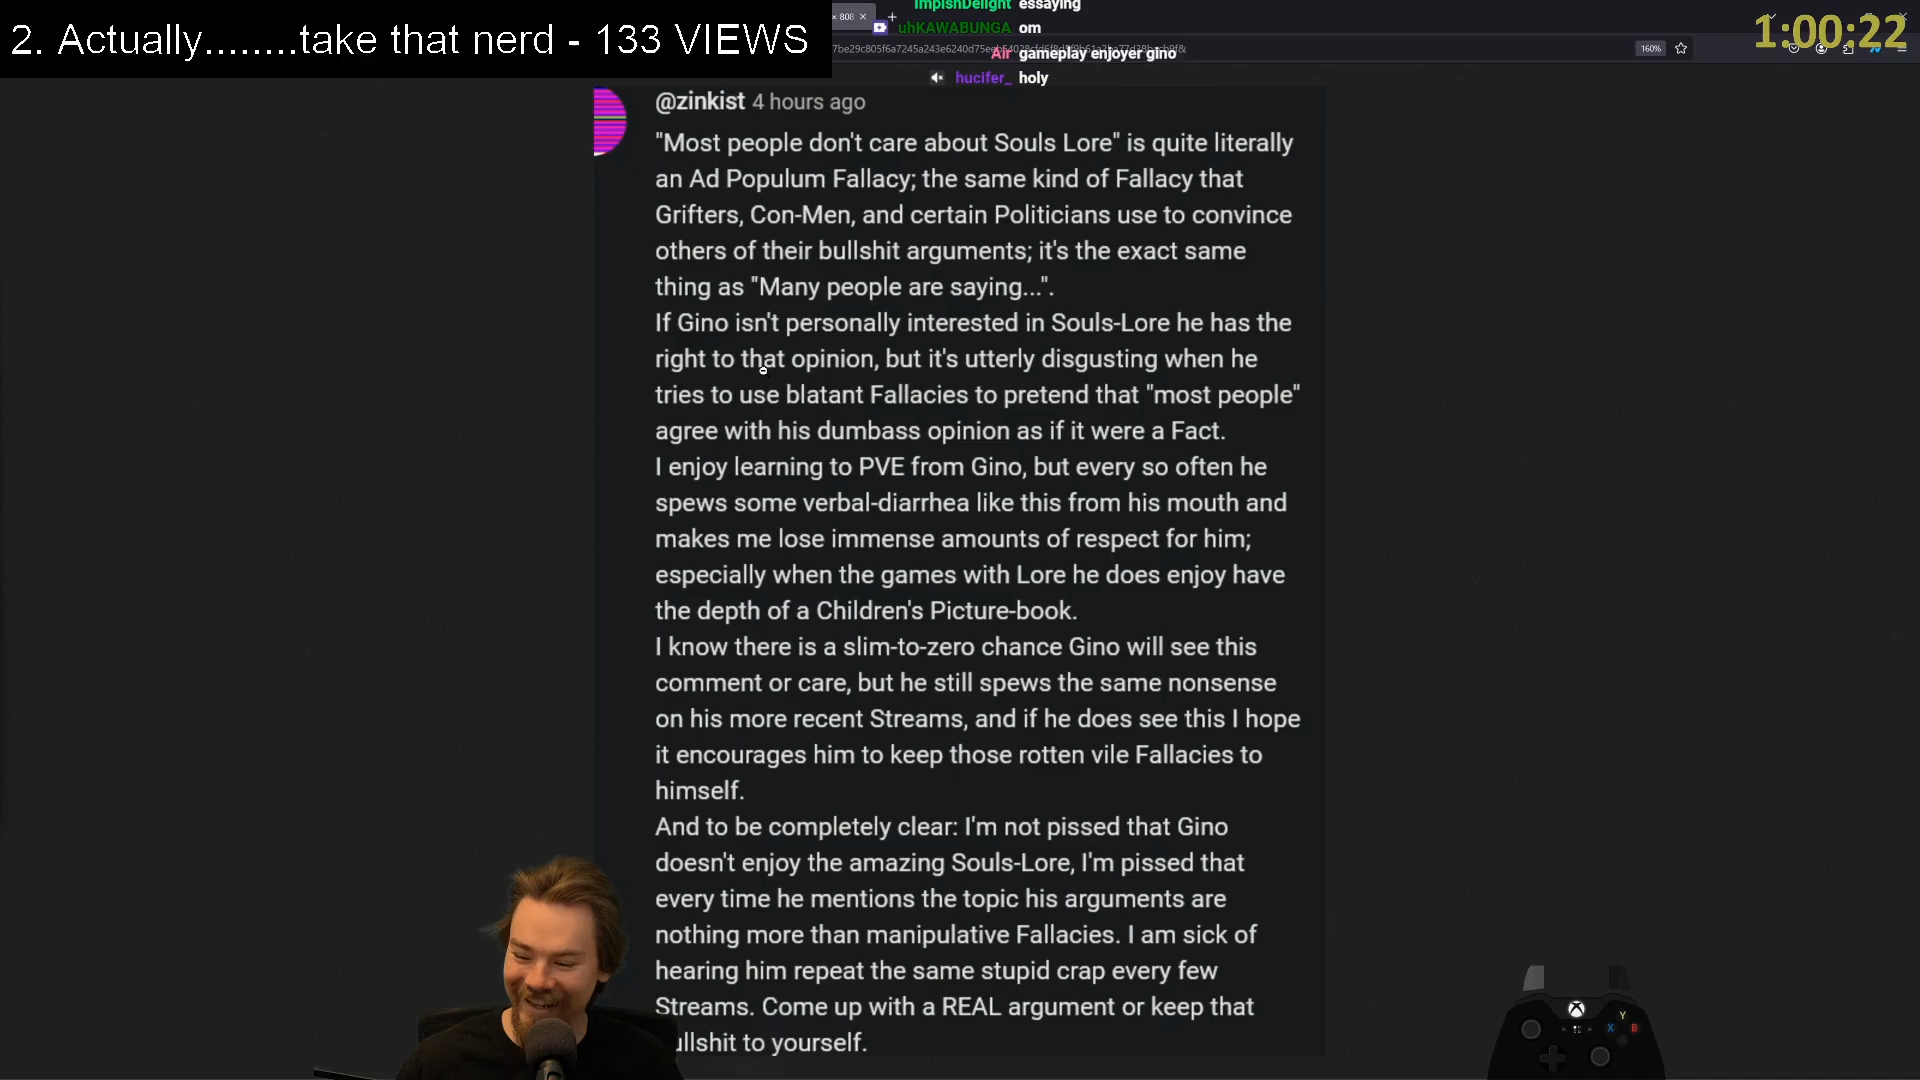 2. Actually........take that nerd - 133 VIEWS
808
ImpishDelight essaying
uhKAWABUNGA om
Air gameplay enjoyer gino
hucifer_ holy
160%
1:00:22
@zinkist 4 hours ago
"Most people don't care about Souls Lore" is quite literally
an Ad Populum Fallacy; the same kind of Fallacy that
Grifters, Con-Men, and certain Politicians use to convince
others of their bullshit arguments; it's the exact same
thing as "Many people are saying...".
If Gino isn't personally interested in Souls-Lore he has the
right to that opinion, but it's utterly disgusting when he
tries to use blatant Fallacies to pretend that "most people"
agree with his dumbass opinion as if it were a Fact.
I enjoy learning to PVE from Gino, but every so often he
spews some verbal-diarrhea like this from his mouth and
makes me lose immense amounts of respect for him;
especially when the games with Lore he does enjoy have
the depth of a Children's Picture-book.
I know there is a slim-to-zero chance Gino will see this
comment or care, but he still spews the same nonsense
on his more recent Streams, and if he does see this I hope
it encourages him to keep those rotten vile Fallacies to
himself.
And to be completely clear: I'm not pissed that Gino
doesn't enjoy the amazing Souls-Lore, I'm pissed that
every time he mentions the topic his arguments are
nothing more than manipulative Fallacies. I am sick of
hearing him repeat the same stupid crap every few
Streams. Come up with a REAL argument or keep that
ullshit to yourself.
Y
X
B
A